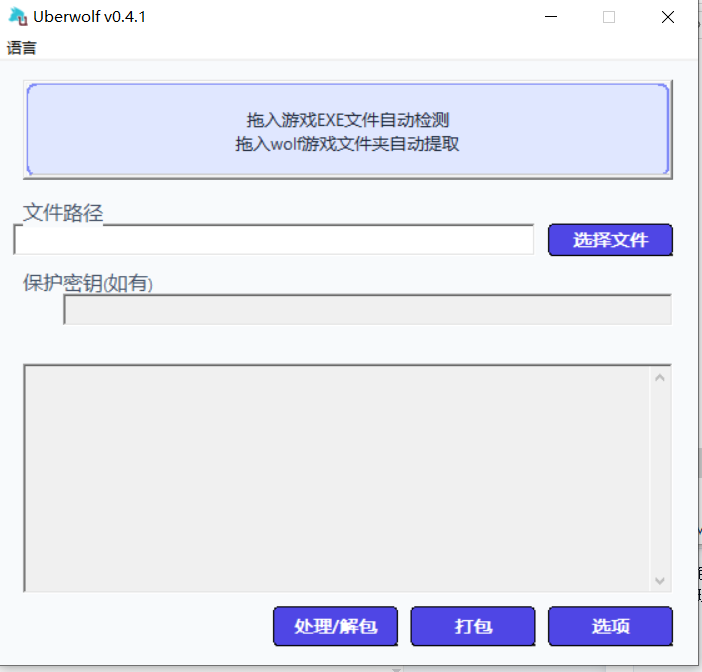 Uberwolf v0.4.1
语言
拖入游戏EXE文件自动检测
拖入wolf游戏文件夹自动提取
文件路径
选择文件
保护密钥(如有)
处理/解包
打包
选项